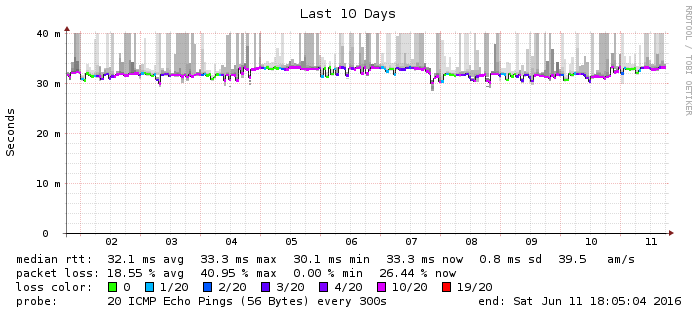 Last 10 Days
RRDTOOL / TOBI OETIKER
Seconds
40 m
30 m
20 m
10 m
0
02 03 04 05 06 07 08 09 10 11
median rtt: 32.1 ms avg 33.3 ms max 30.1 ms min 33.3 ms now 0.8 ms sd 39.5 am/s
packet loss: 18.55 % avg 40.95 % max 0.00 % min 26.44 % now
loss color: 0 1/20 2/20 3/20 4/20 10/20 19/20
probe: 20 ICMP Echo Pings (56 Bytes) every 300s end: Sat Jun 11 18:05:04 2016